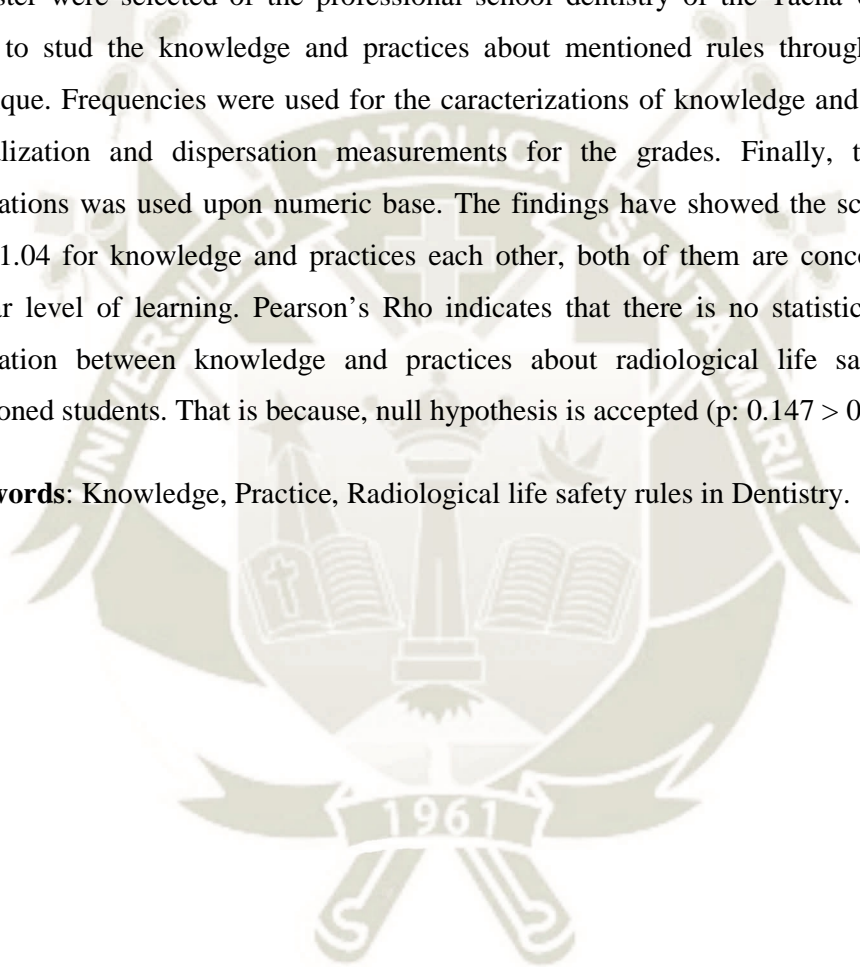 ster were selected of the professional school dentistry of the Tacna
to stud the knowledge and practices about mentioned rules through
que. Frequencies were used for the caracterizations of knowledge and
lization and dispersation measurements for the grades. Finally, t
ations was used upon numeric base. The findings have showed the sc
1.04 for knowledge and practices each other, both of them are conc
r level of learning. Pearson's Rho indicates that there is no statistic
ation between knowledge and practices about radiological life sa
oned students. That is because, null hypothesis is accepted (p: 0.147 > 0
words: Knowledge, Practice, Radiological life safety rules in Dentistry.
UNIVERSIDAD CATOLICA SANTA MARIA
1961